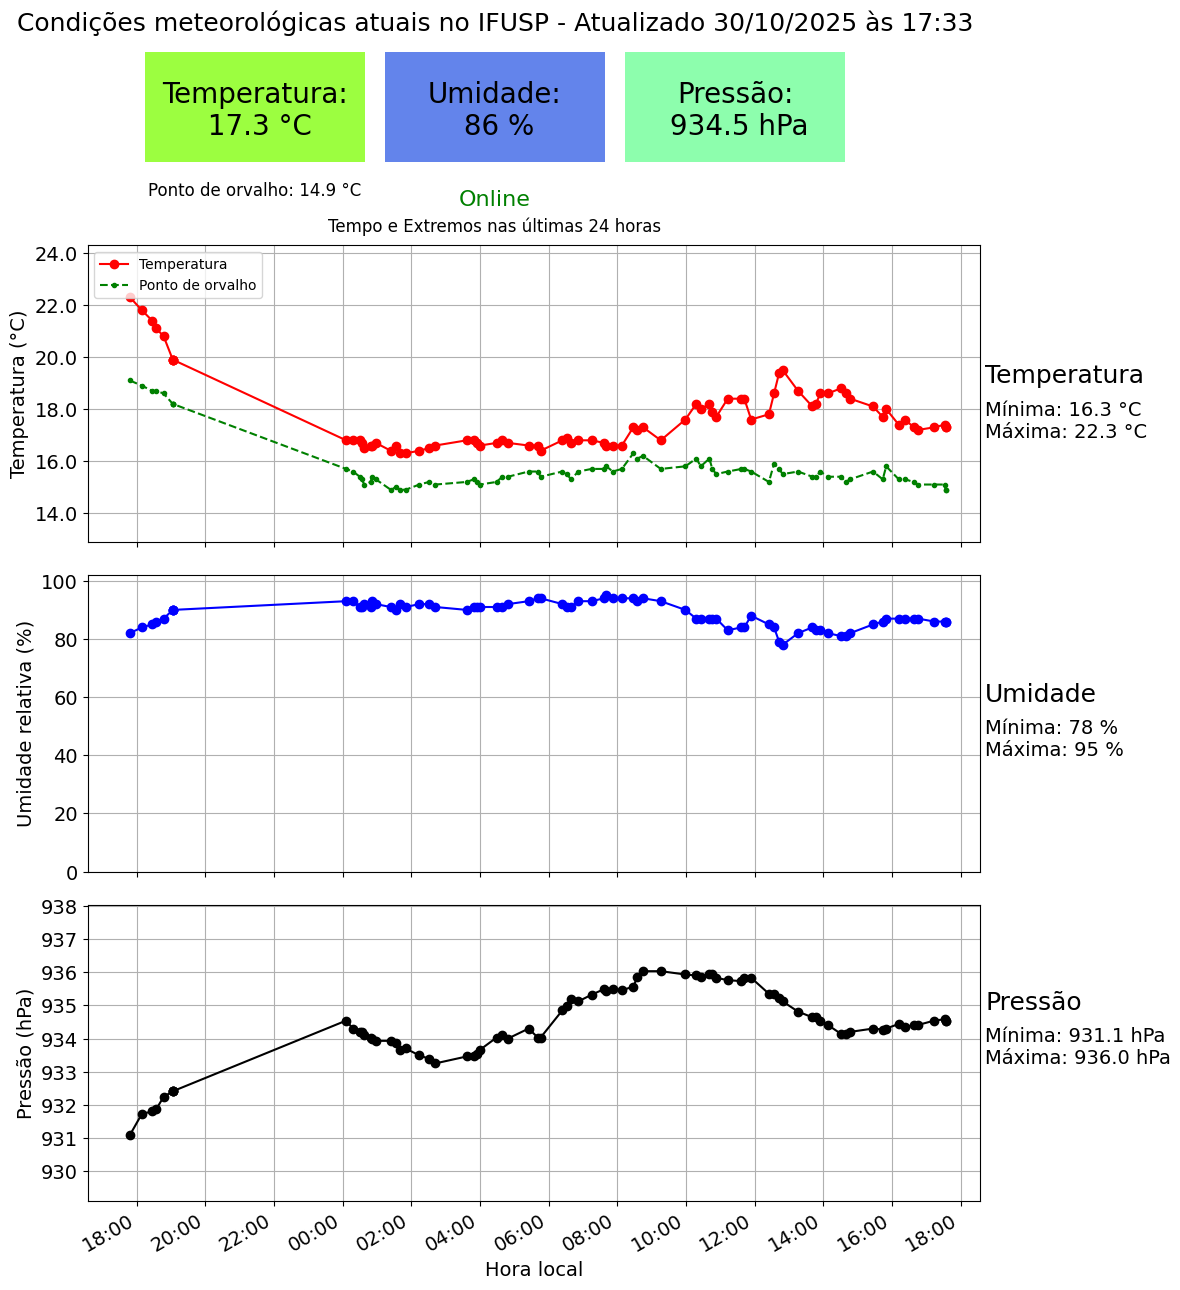 Condições meteorológicas atuais no IFUSP - Atualizado 30/10/2025 às 17:33
Temperatura:
17.3 °C
Umidade:
86 %
Pressão:
934.5 hPa
Ponto de orvalho: 14.9 °C
Online
Tempo e Extremos nas últimas 24 horas
Temperatura (°C)
24.0
22.0
20.0
18.0
16.0
14.0
Temperatura
Ponto de orvalho
Temperatura
Mínima: 16.3 °C
Máxima: 22.3 °C
Umidade relativa (%)
100
80
60
40
20
0
Umidade
Mínima: 78 %
Máxima: 95 %
Pressão (hPa)
938
937
936
935
934
933
932
931
930
Pressão
Mínima: 931.1 hPa
Máxima: 936.0 hPa
18:00 20:00 22:00 00:00 02:00 04:00 06:00 08:00 10:00 12:00 14:00 16:00 18:00
Hora local